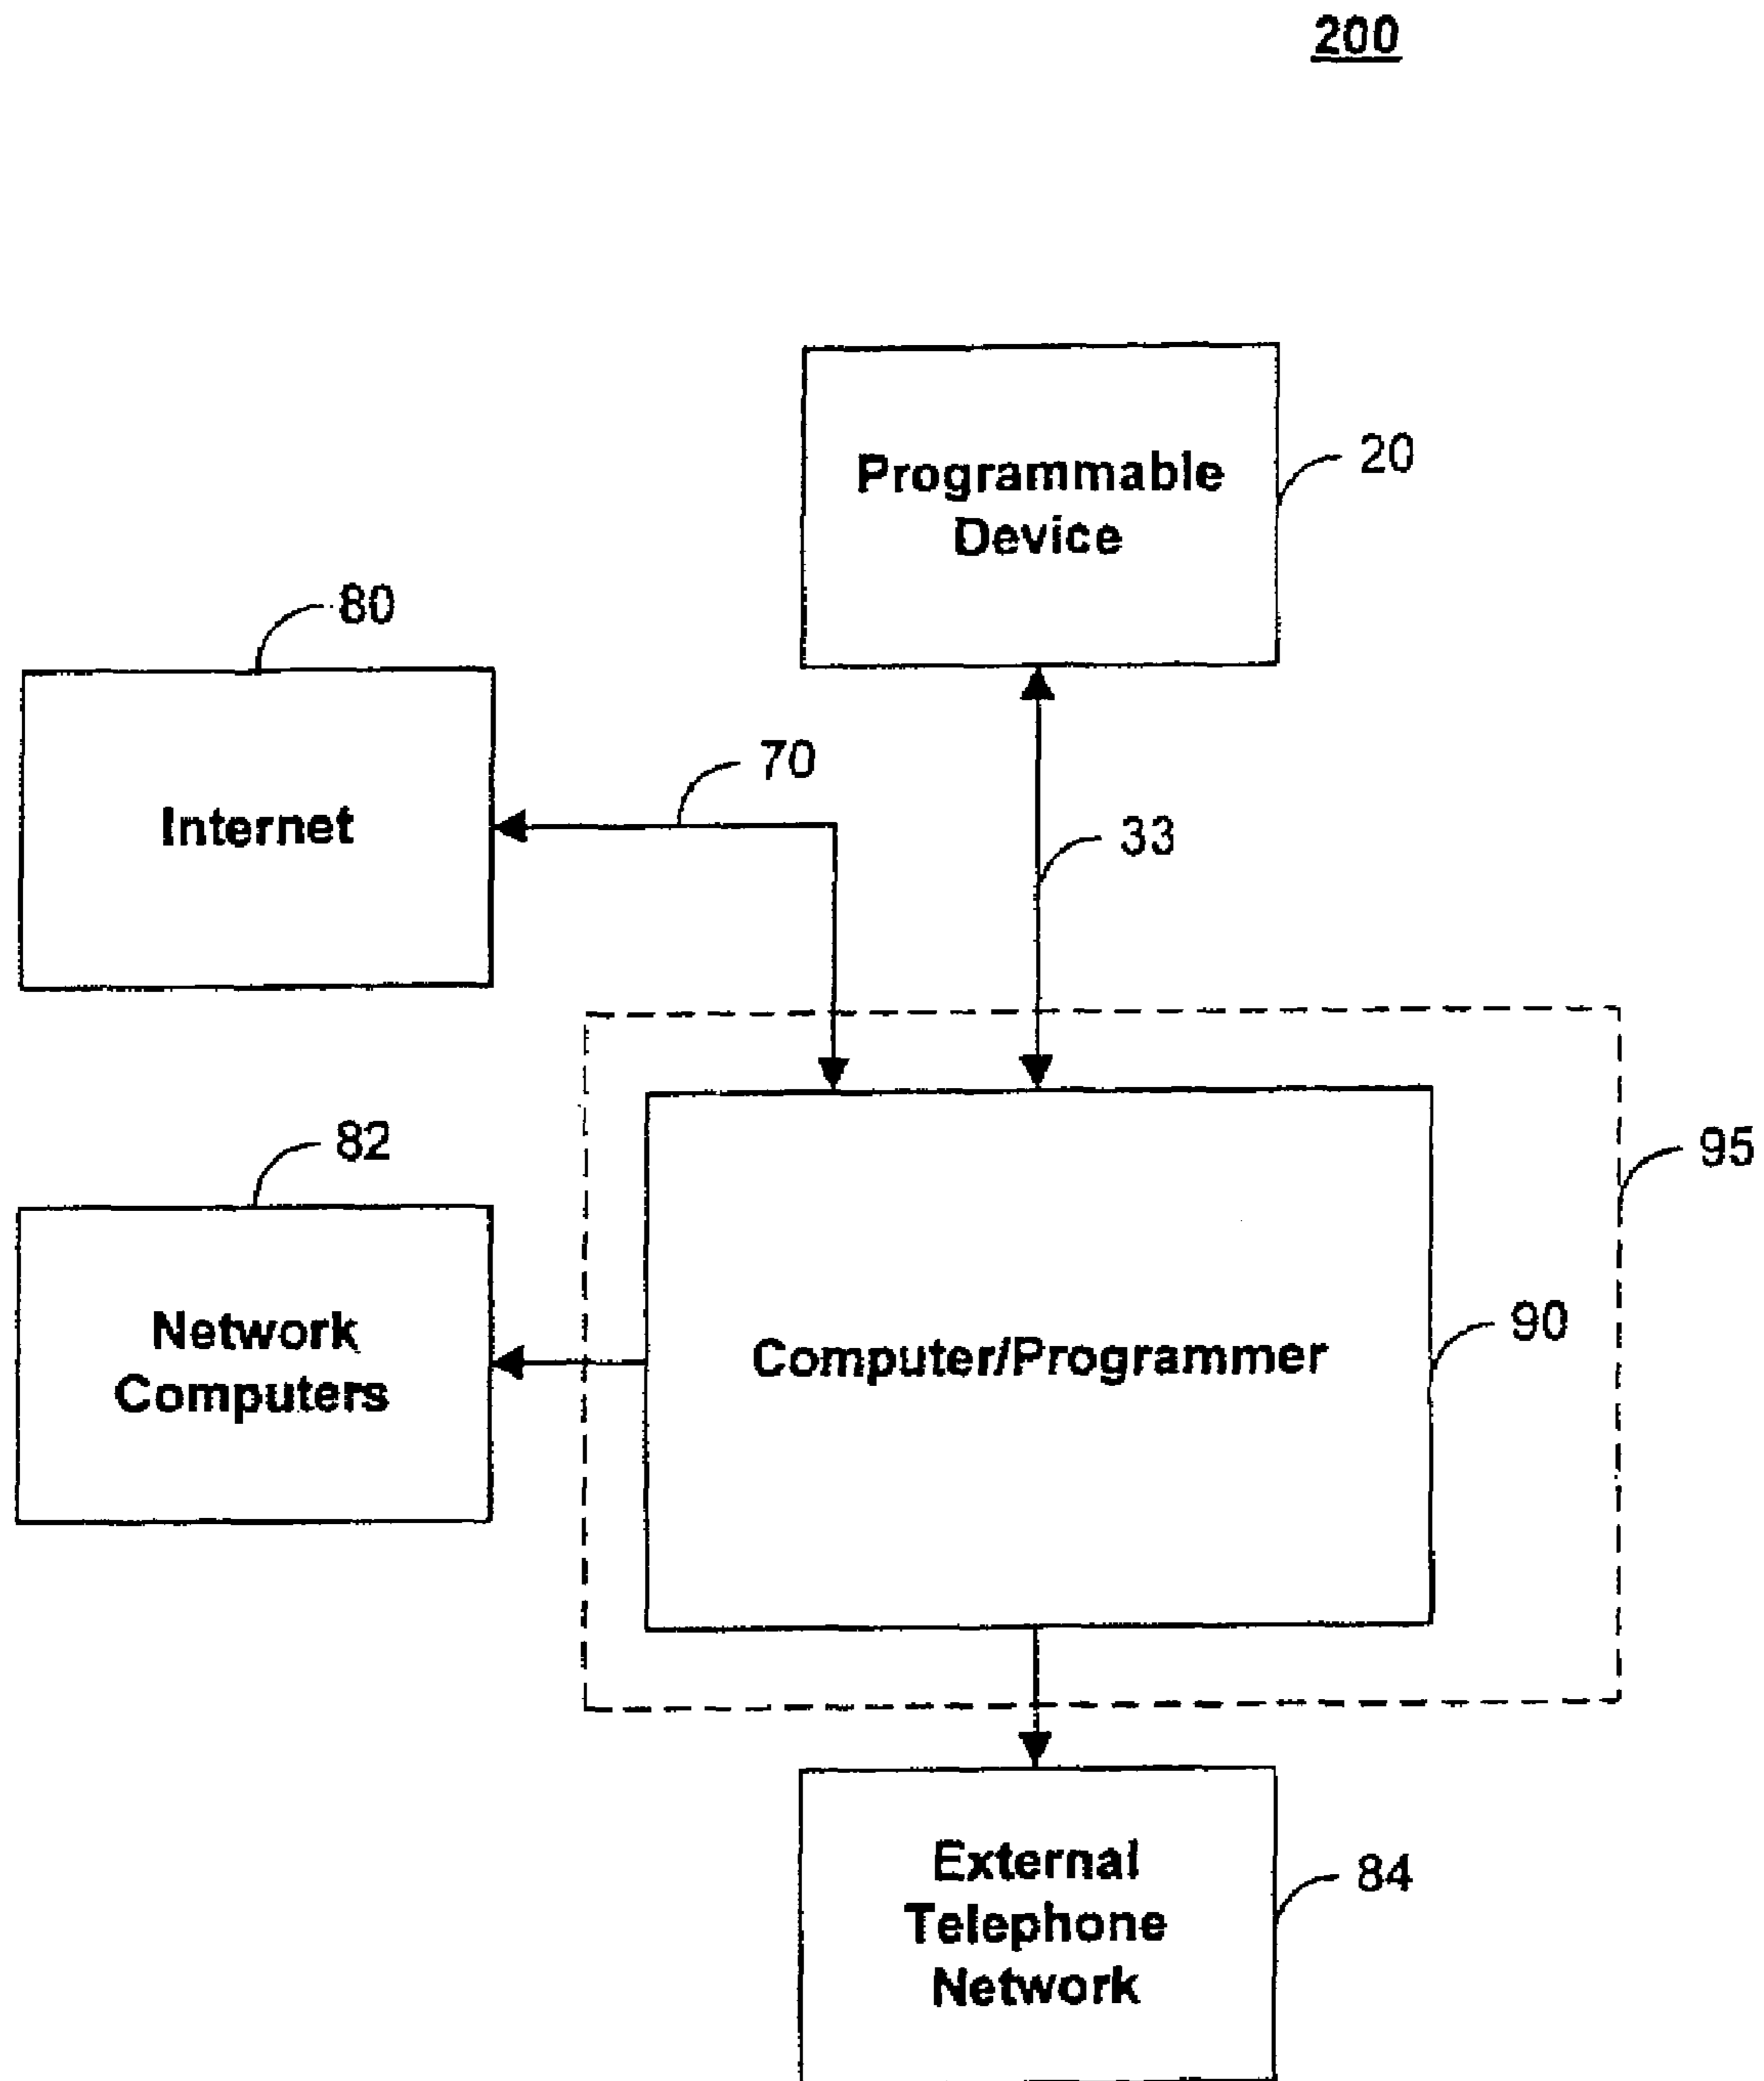 200
Programmable
Device
20
80
Internet
70
33
82
Network
Computers
95
Computer/Programmer
90
External
Telephone
Network
84